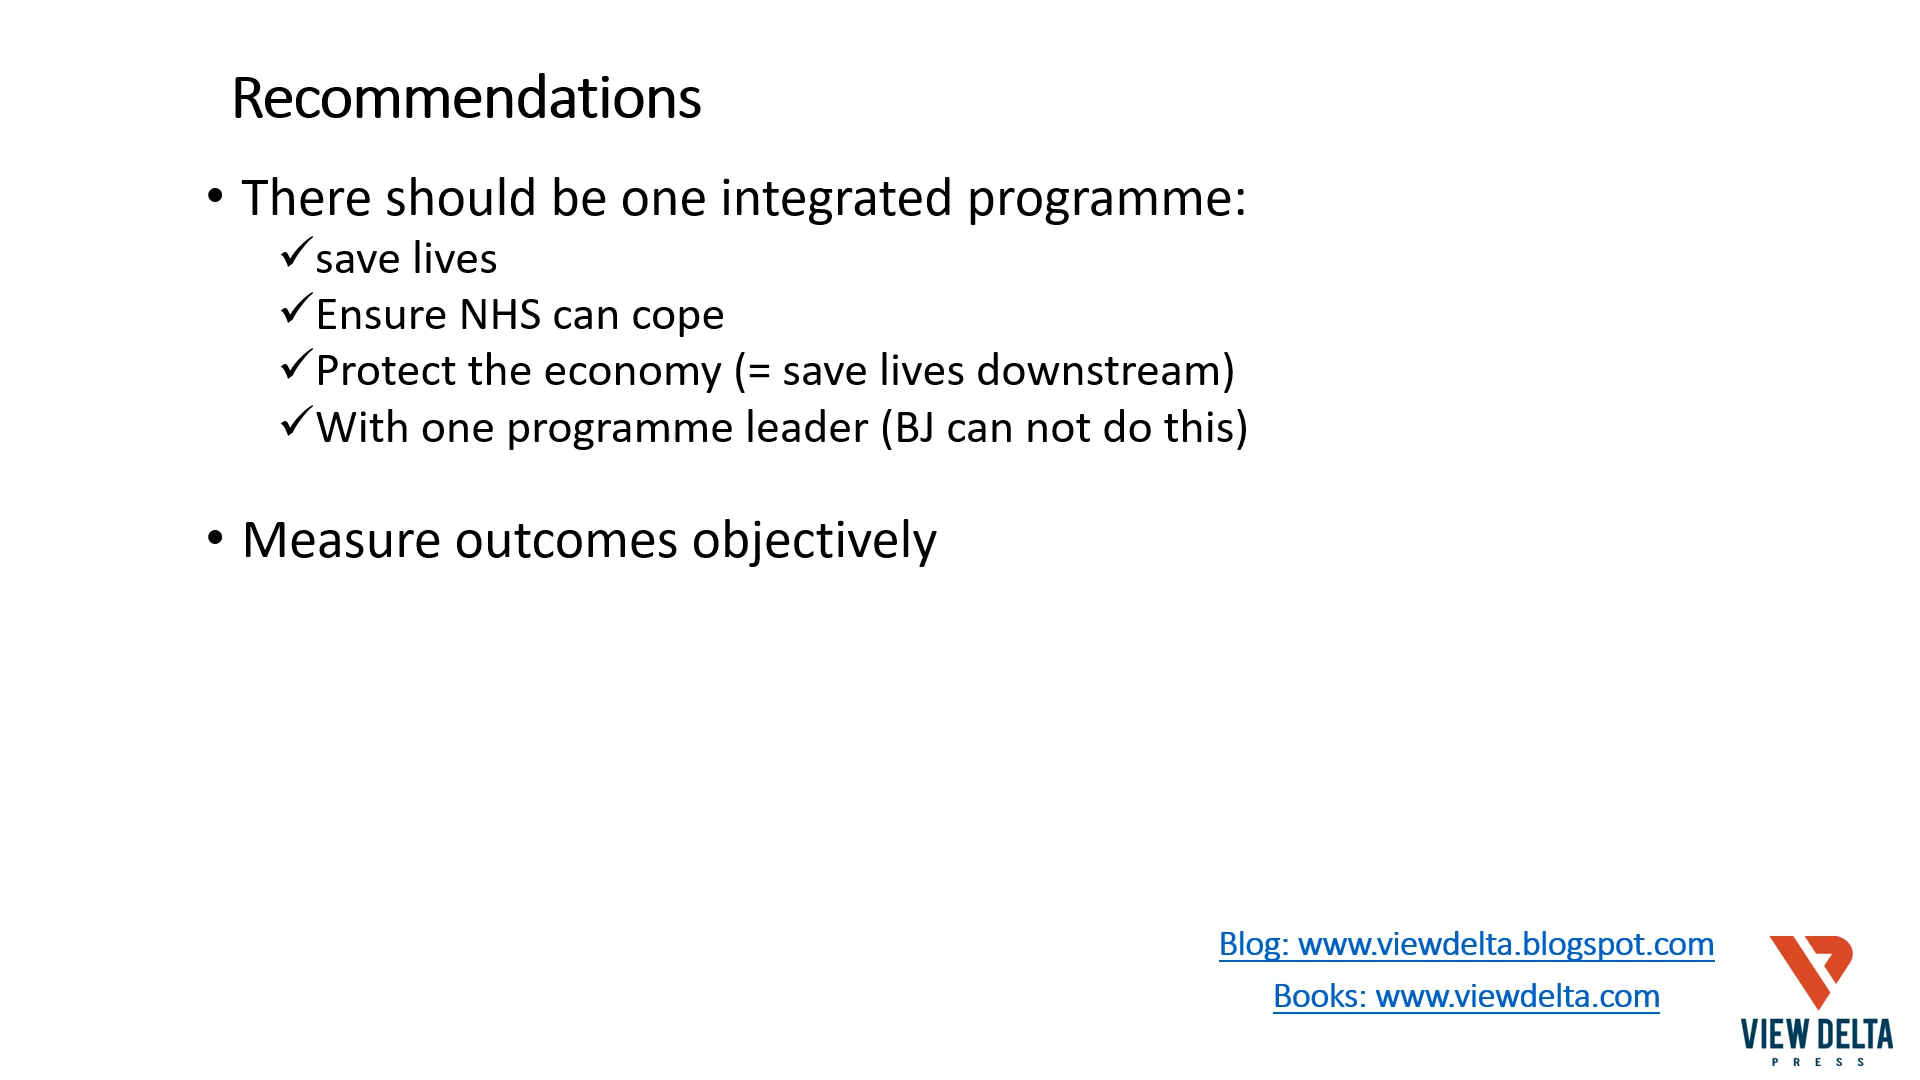 Recommendations
• There should be one integrated programme:
✓save lives
✓Ensure NHS can cope
✓Protect the economy (= save lives downstream)
✓With one programme leader (BJ can not do this)
• Measure outcomes objectively
Blog: www.viewdelta.blogspot.com
Books: www.viewdelta.com
VIEW DELTA
PRESS